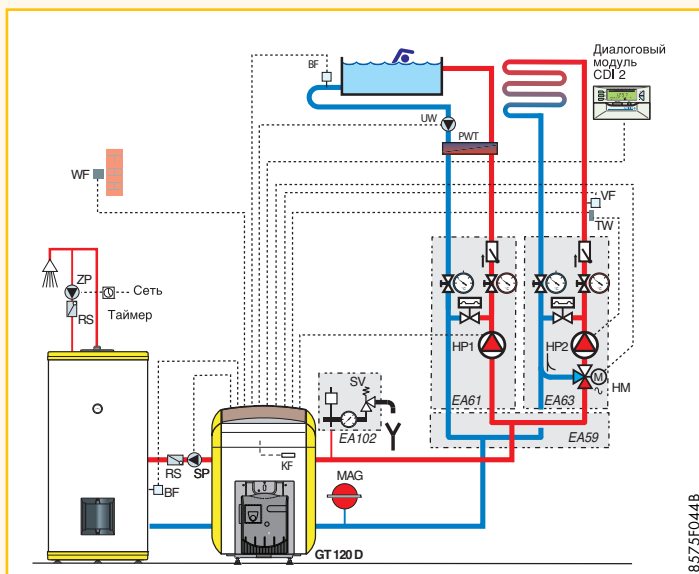 BF
UW
PWT
Диалоговый
модуль
CDI 2
WF
VF
TW
ZP
Сеть
Таймер
RS
HP1
HP2
M
HM
SV
EA61
EA63
EA102
EA59
KF
RS
SP
BF
MAG
GT 120 D
8575F044B